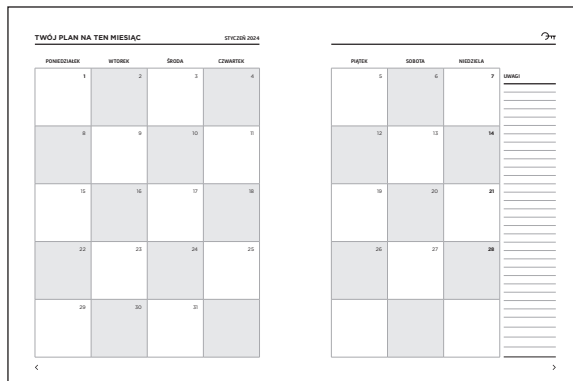 TWÓJ PLAN NA TEN MIESIĄC STYCZEŃ 2024
PONIEDZIAŁEK WTOREK ŚRODA CZWARTEK PIĄTEK SOBOTA NIEDZIELA
UWAGI
1 2 3 4 5 6 7
8 9 10 11 12 13 14
15 16 17 18 19 20 21
22 23 24 25 26 27 28
29 30 31